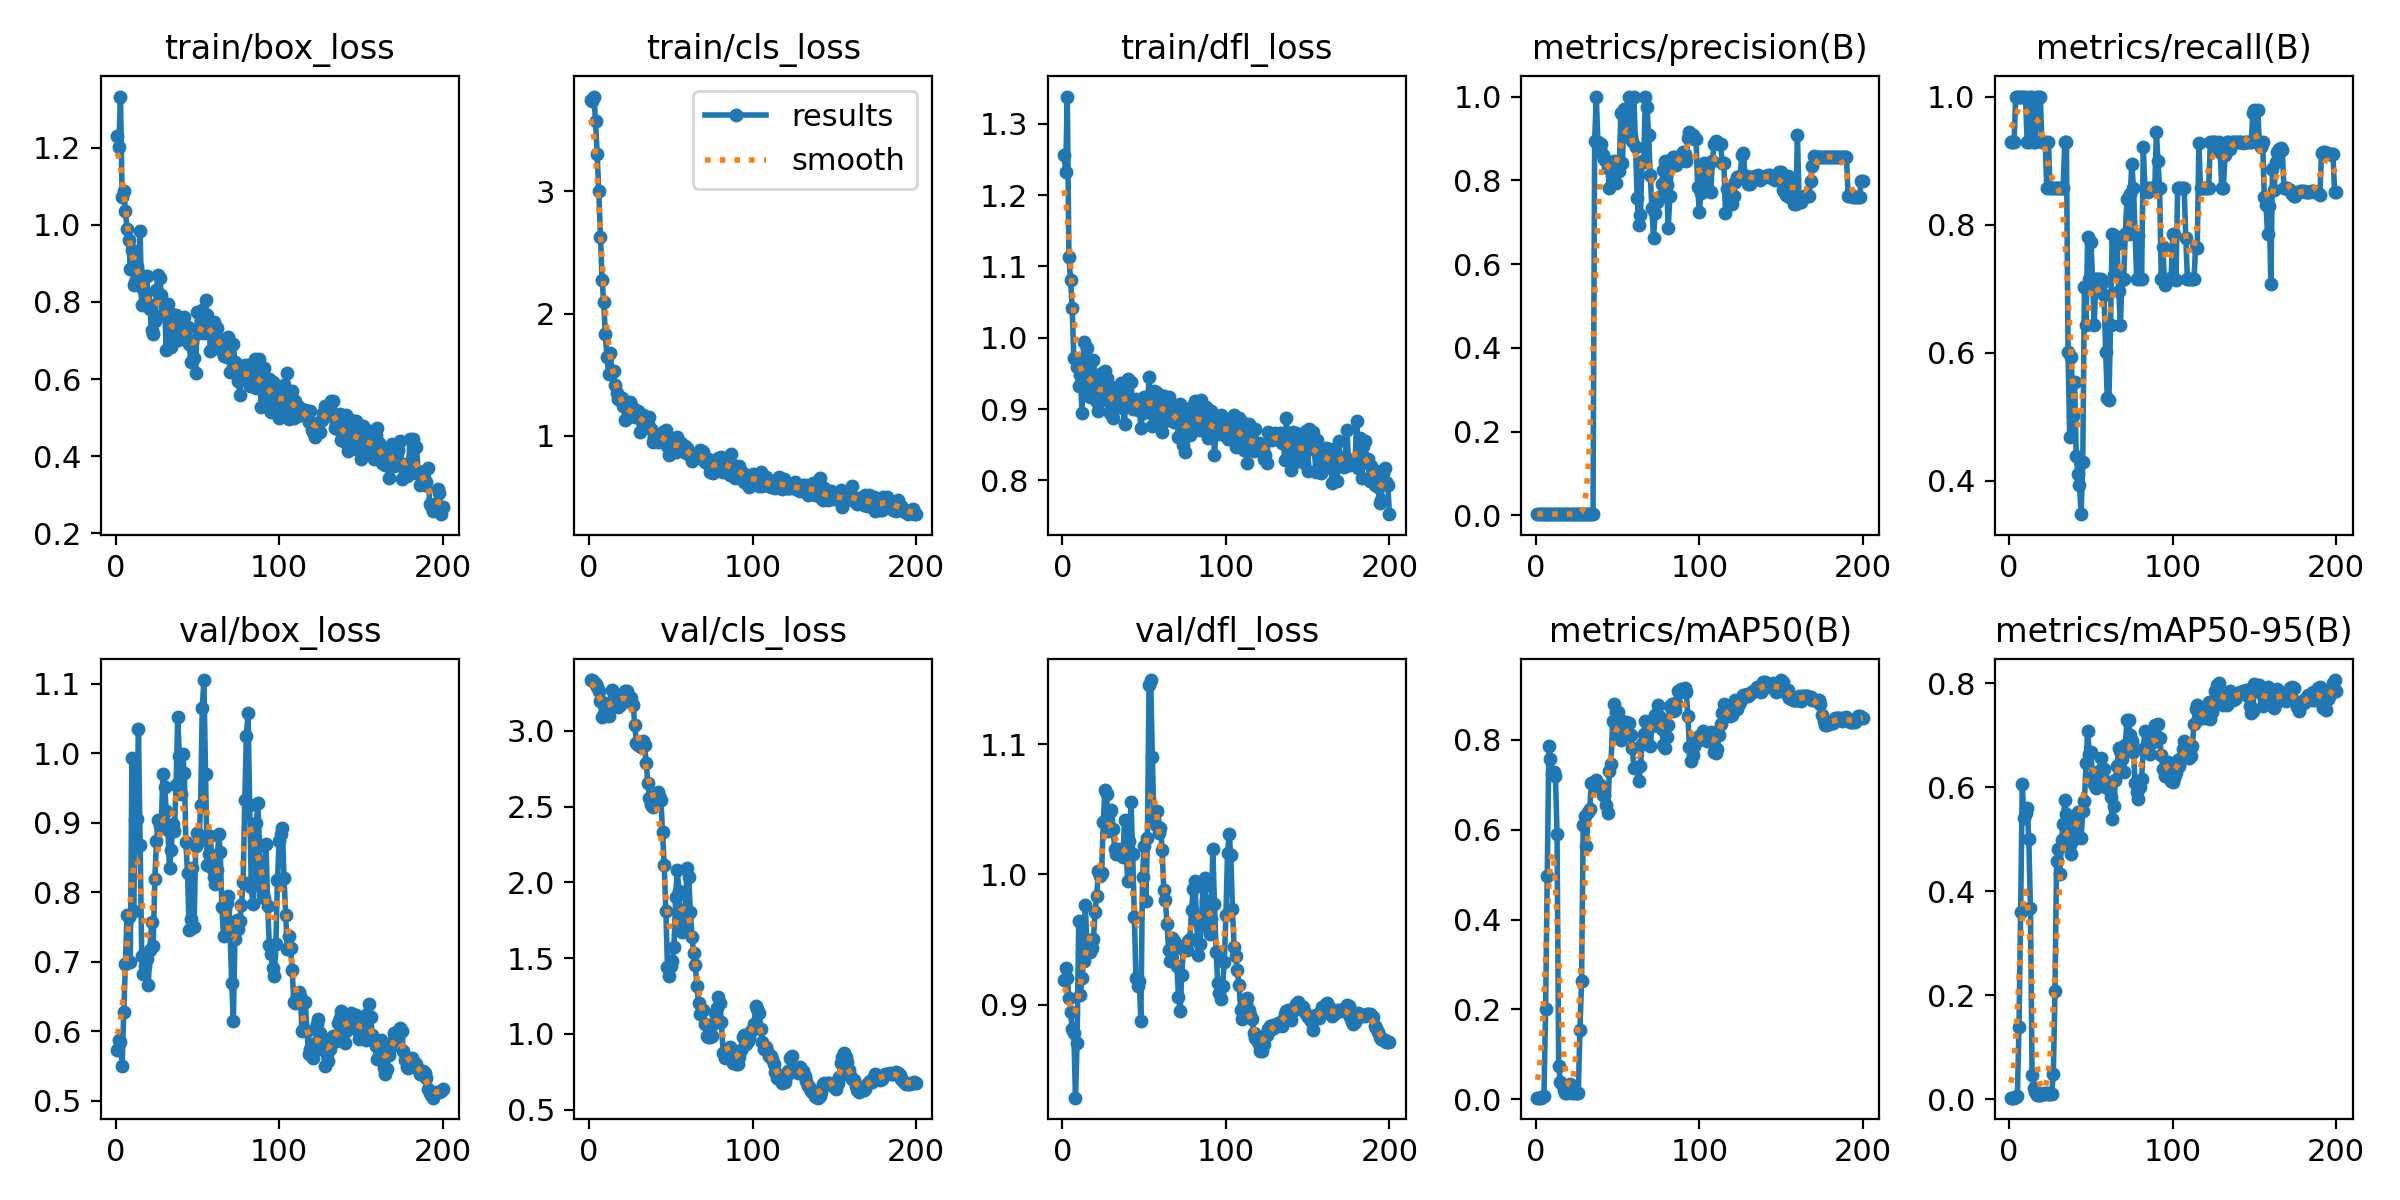 train/box_loss
train/cls_loss
train/dfl_loss
metrics/precision(B)
metrics/recall(B)
1.2
1.0
0.8
0.6
0.4
0.2
0 100 200
3
2
1
0 100 200
results
smooth
1.3
1.2
1.1
1.0
0.9
0.8
0 100 200
1.0
0.8
0.6
0.4
0.2
0.0
0 100 200
1.0
0.8
0.6
0.4
0 100 200
val/box_loss
val/cls_loss
val/dfl_loss
metrics/mAP50(B)
metrics/mAP50-95(B)
1.1
1.0
0.9
0.8
0.7
0.6
0.5
0 100 200
3.0
2.5
2.0
1.5
1.0
0.5
0 100 200
1.1
1.0
0.9
0 100 200
0.8
0.6
0.4
0.2
0.0
0 100 200
0.8
0.6
0.4
0.2
0.0
0 100 200